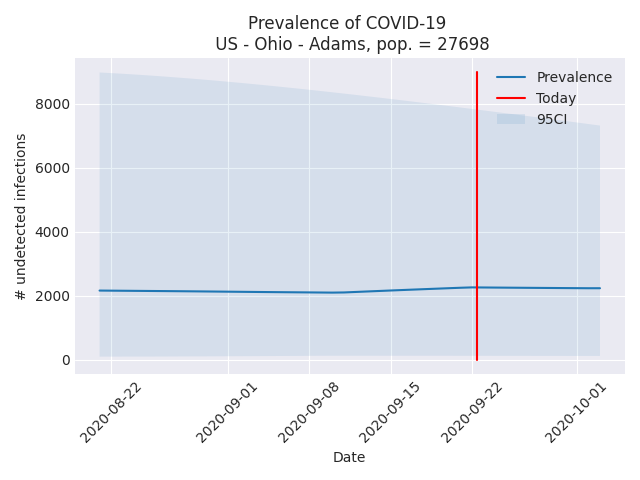 Prevalence of COVID-19
US - Ohio - Adams, pop. = 27698
Prevalence
Today
95CI
# undetected infections
8000
6000
4000
2000
0
2020-08-22
2020-09-01
2020-09-08
2020-09-15
2020-09-22
2020-10-01
Date